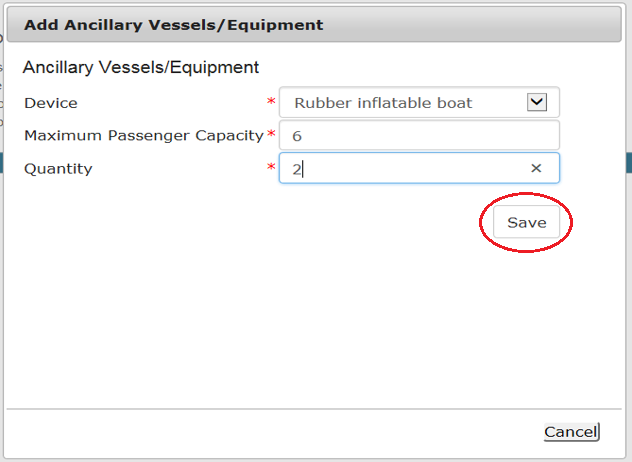 Add Ancillary Vessels/Equipment
Ancillary Vessels/Equipment
Device * Rubber inflatable boat
Maximum Passenger Capacity * 6
Quantity * 2 ×
Save
Cancel